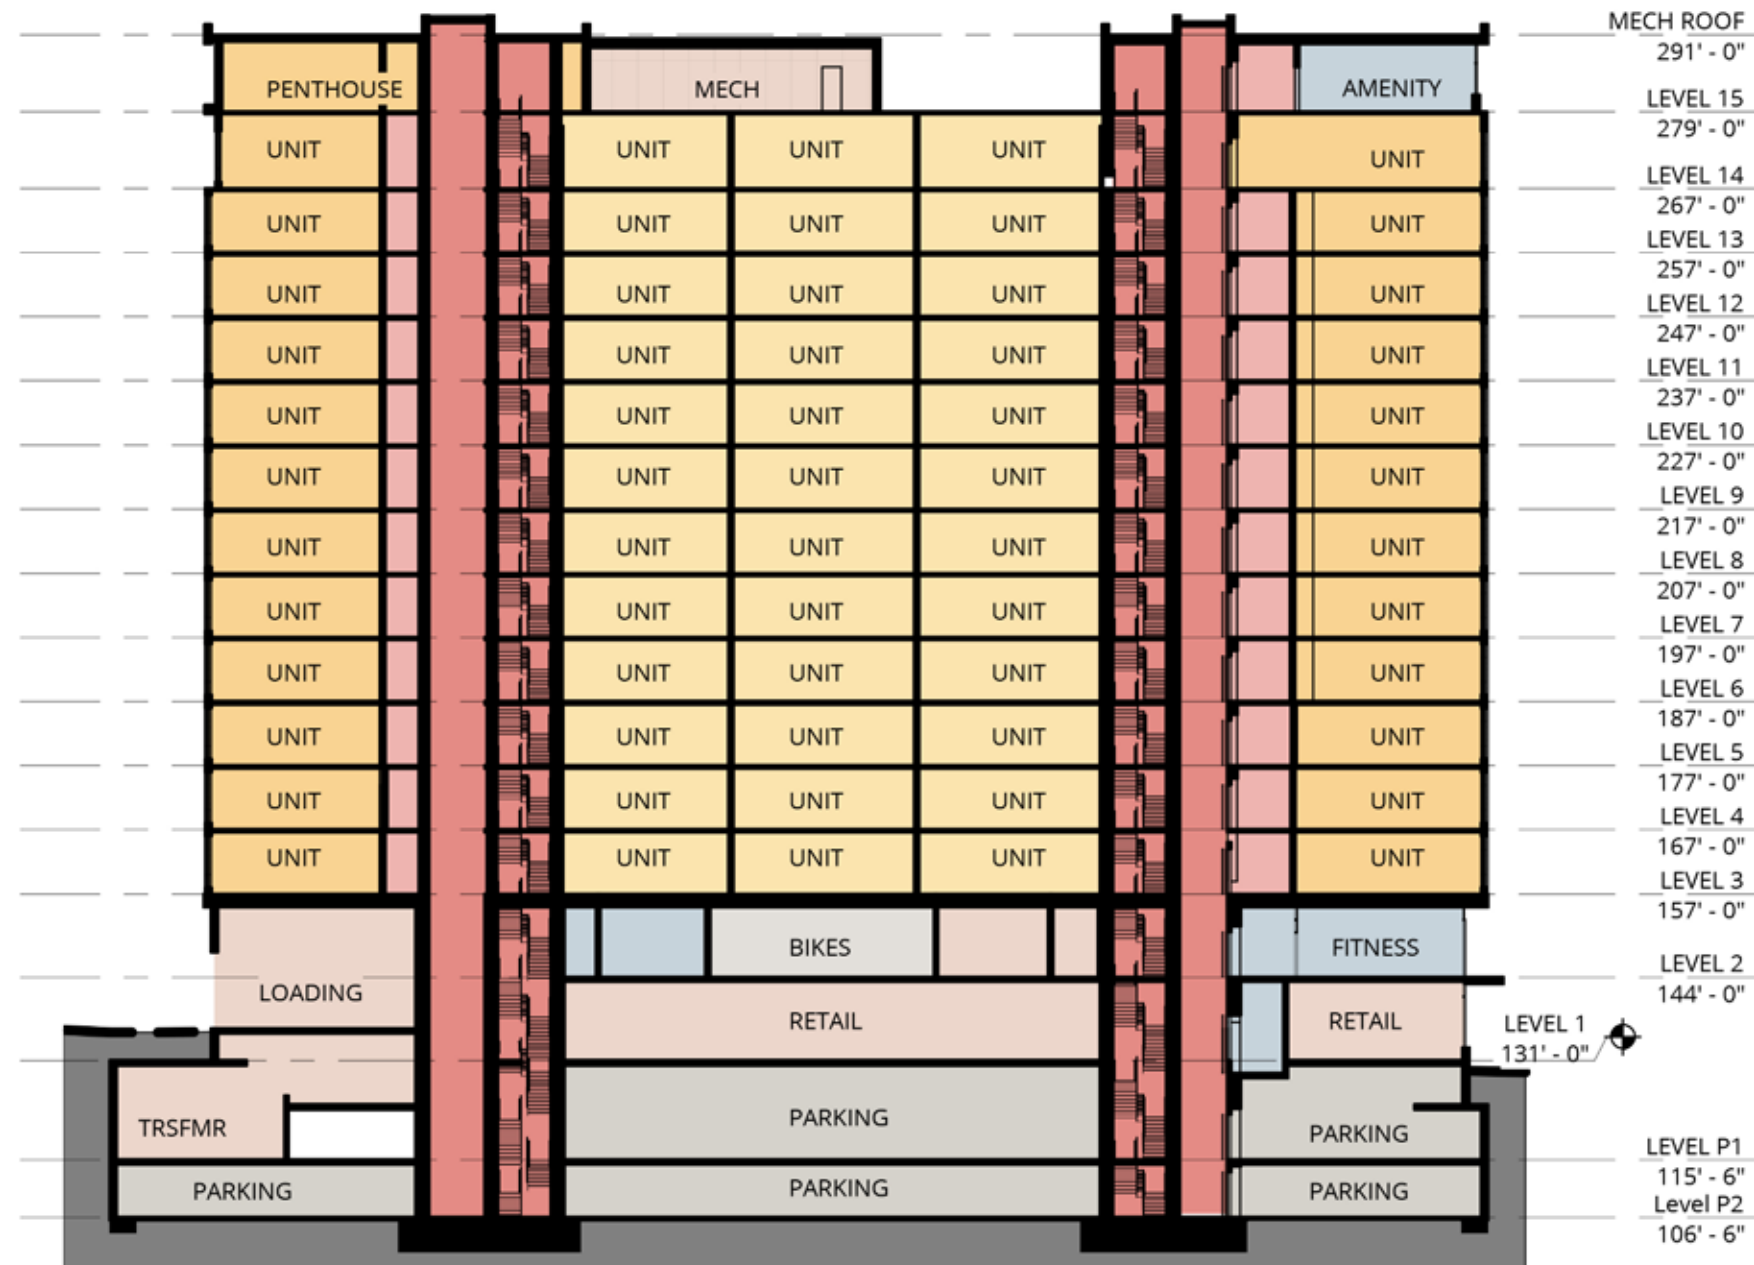 MECH ROOF
291' - 0"
PENTHOUSE MECH AMENITY
LEVEL 15
279' - 0"
UNIT UNIT UNIT UNIT UNIT
LEVEL 14
267' - 0"
UNIT UNIT UNIT UNIT UNIT
LEVEL 13
257' - 0"
UNIT UNIT UNIT UNIT UNIT
LEVEL 12
247' - 0"
UNIT UNIT UNIT UNIT UNIT
LEVEL 11
237' - 0"
UNIT UNIT UNIT UNIT UNIT
LEVEL 10
227' - 0"
UNIT UNIT UNIT UNIT UNIT
LEVEL 9
217' - 0"
UNIT UNIT UNIT UNIT UNIT
LEVEL 8
207' - 0"
UNIT UNIT UNIT UNIT UNIT
LEVEL 7
197' - 0"
UNIT UNIT UNIT UNIT UNIT
LEVEL 6
187' - 0"
UNIT UNIT UNIT UNIT UNIT
LEVEL 5
177' - 0"
UNIT UNIT UNIT UNIT UNIT
LEVEL 4
167' - 0"
UNIT UNIT UNIT UNIT UNIT
LEVEL 3
157' - 0"
BIKES FITNESS
LEVEL 2
144' - 0"
LOADING
RETAIL RETAIL
LEVEL 1
131' - 0"
TRSFMR PARKING PARKING
LEVEL P1
115' - 6"
PARKING PARKING PARKING
Level P2
106' - 6"